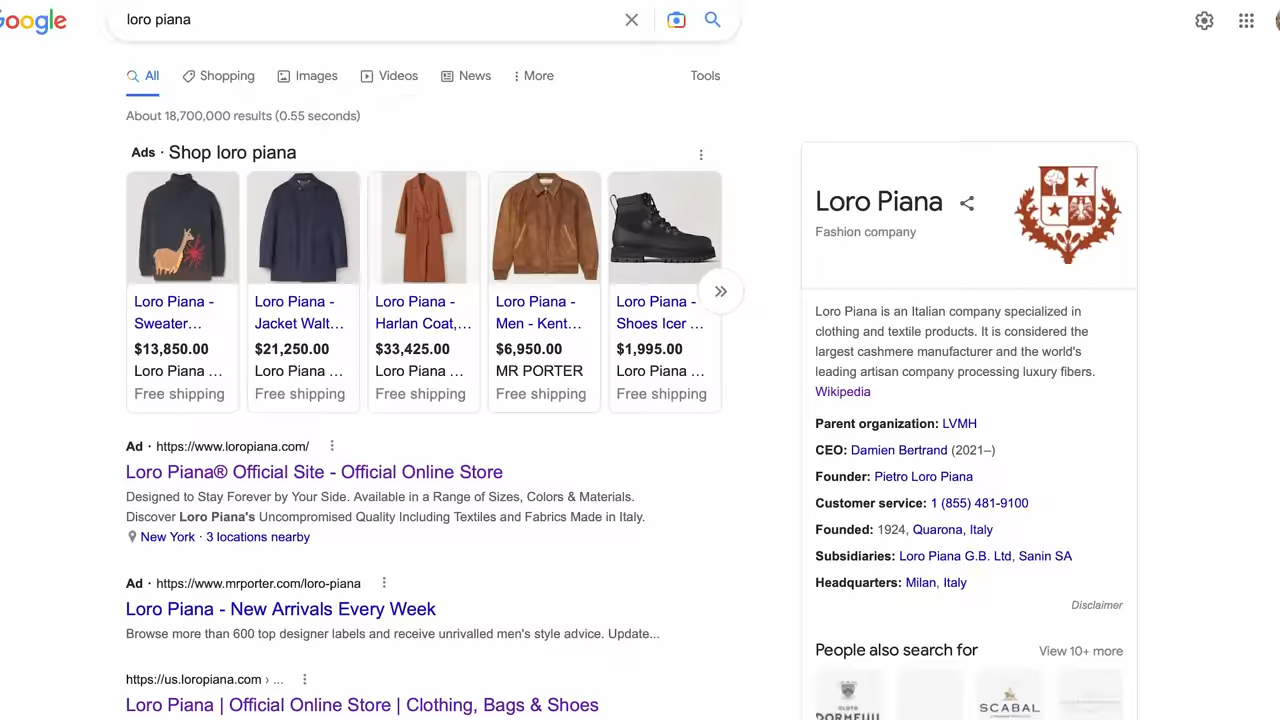 Google
loro piana
All
Shopping
Images
Videos
News
More
Tools
About 18,700,000 results (0.55 seconds)
Ads · Shop loro piana
Loro Piana -
Sweater...
$13,850.00
Loro Piana ...
Free shipping
Loro Piana -
Jacket Walt...
$21,250.00
Loro Piana ...
Free shipping
Loro Piana -
Harlan Coat,...
$33,425.00
Loro Piana ...
Free shipping
Loro Piana -
Men - Kent...
$6,950.00
MR PORTER
Free shipping
Loro Piana -
Shoes Icer ...
$1,995.00
Loro Piana ...
Free shipping
Ad · https://www.loropiana.com/
Loro Piana® Official Site - Official Online Store
Designed to Stay Forever by Your Side. Available in a Range of Sizes, Colors & Materials.
Discover Loro Piana's Uncompromised Quality Including Textiles and Fabrics Made in Italy.
New York · 3 locations nearby
Ad · https://www.mrporter.com/loro-piana
Loro Piana - New Arrivals Every Week
Browse more than 600 top designer labels and receive unrivalled men's style advice. Update...
https://us.loropiana.com › ...
Loro Piana | Official Online Store | Clothing, Bags & Shoes
Loro Piana
Fashion company
Loro Piana is an Italian company specialized in
clothing and textile products. It is considered the
largest cashmere manufacturer and the world's
leading artisan company processing luxury fibers.
Wikipedia
Parent organization: LVMH
CEO: Damien Bertrand (2021–)
Founder: Pietro Loro Piana
Customer service: 1 (855) 481-9100
Founded: 1924, Quarona, Italy
Subsidiaries: Loro Piana G.B. Ltd, Sanin SA
Headquarters: Milan, Italy
Disclaimer
People also search for
View 10+ more
DORMEUIL
SCABAL